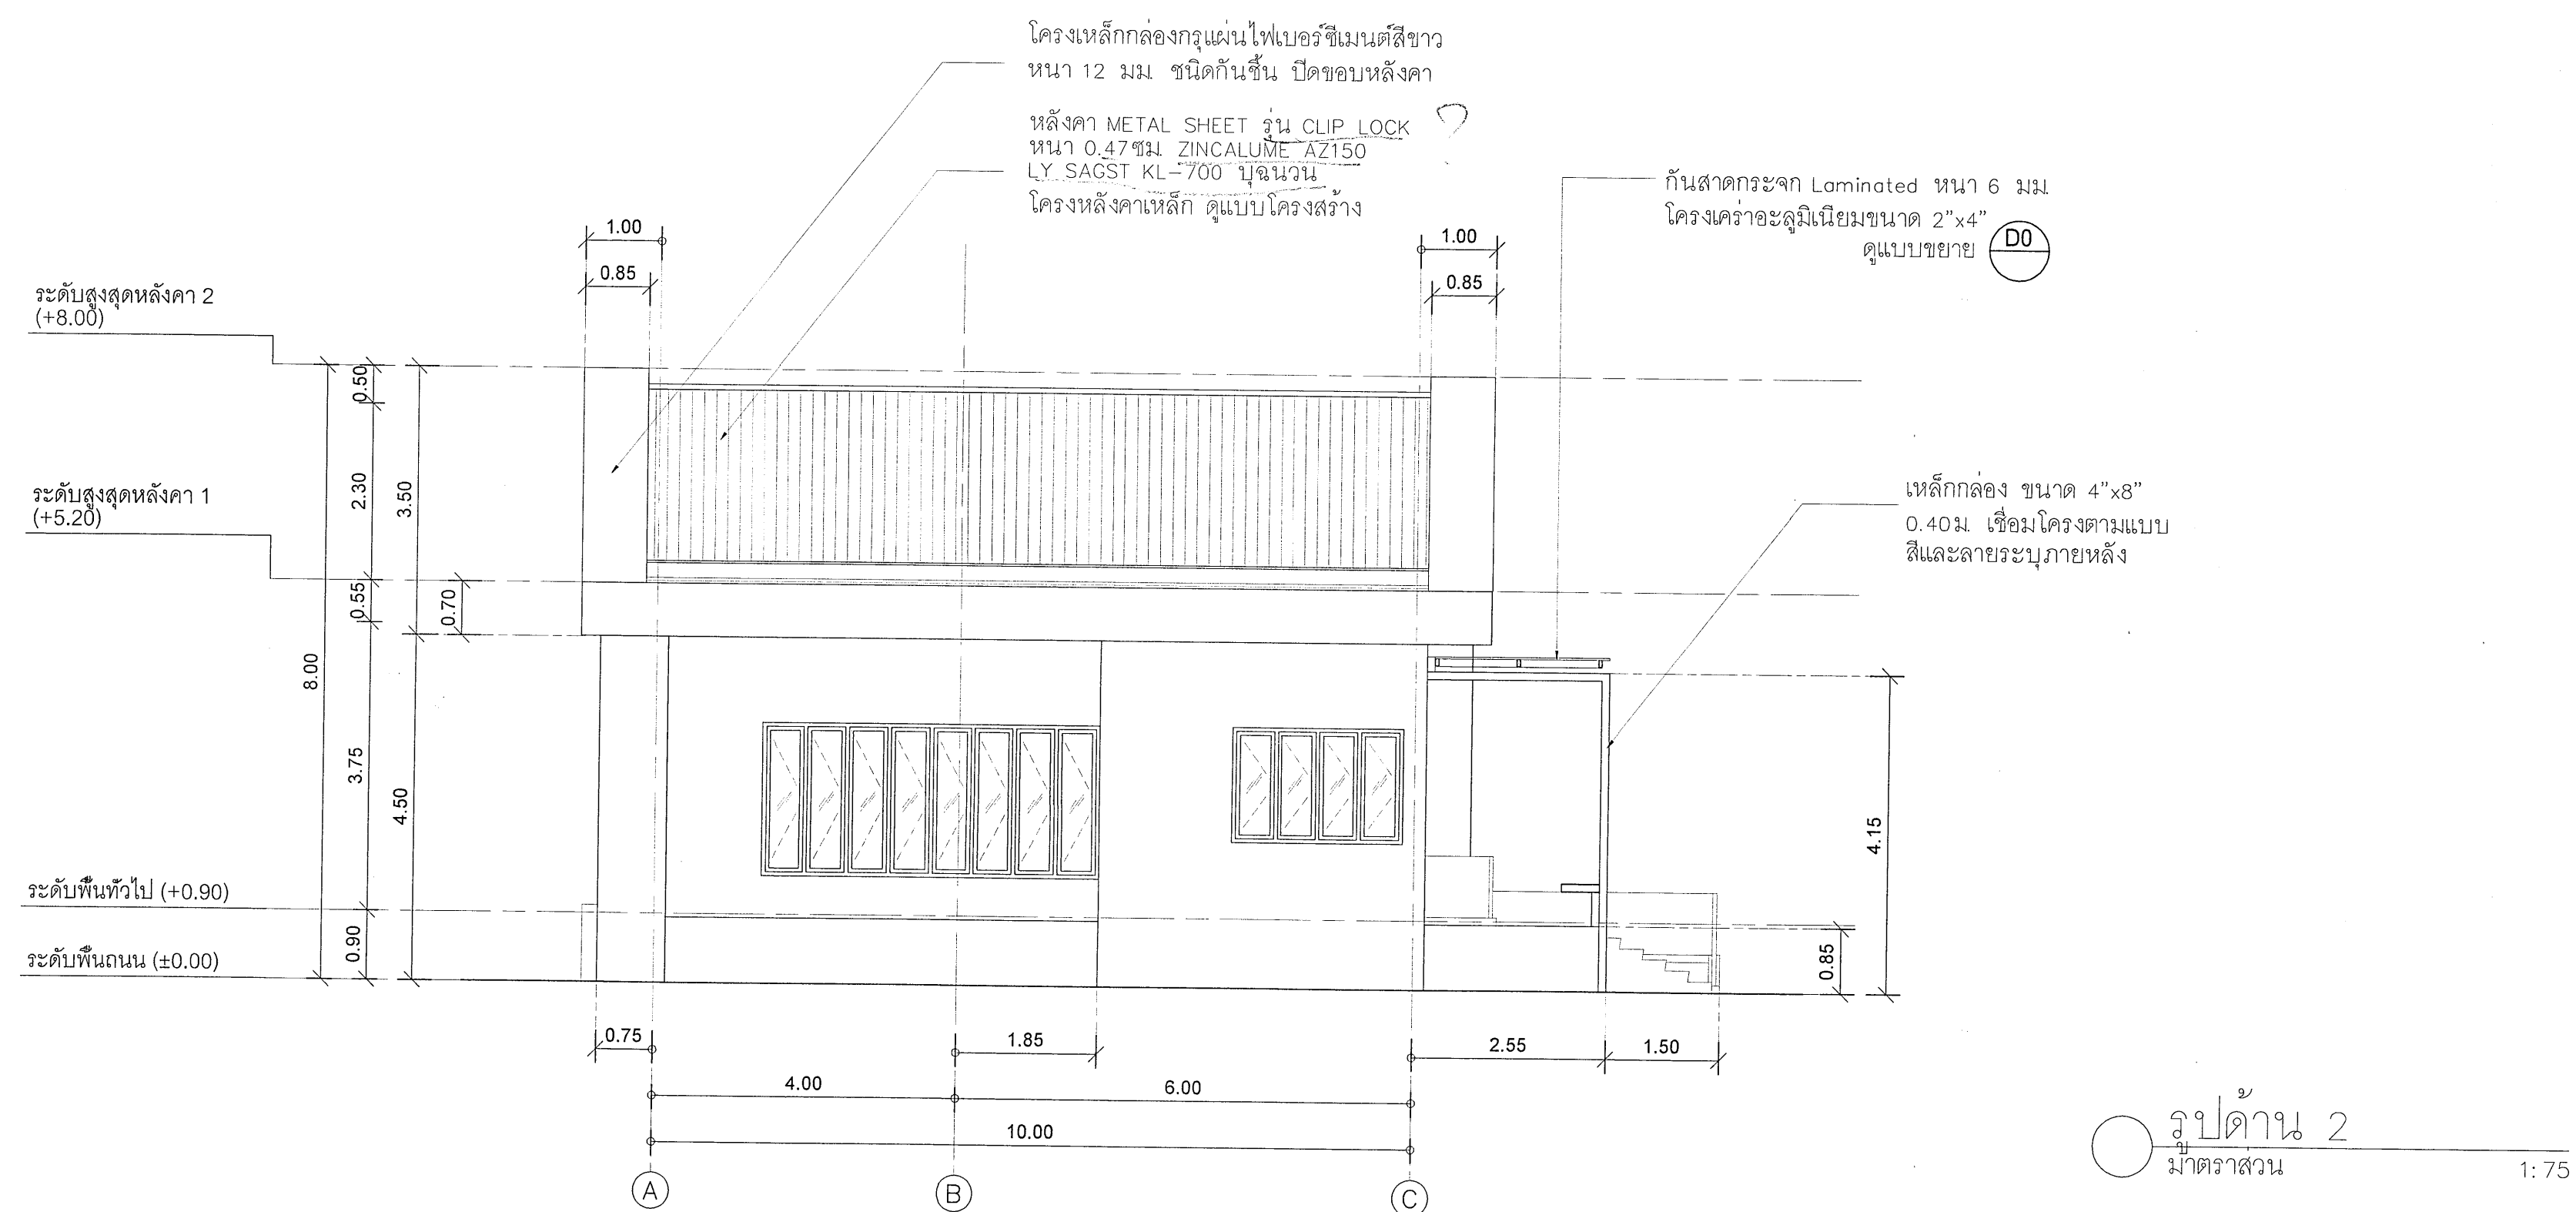 โครงเหล็กกล่องกรุแผ่นไฟเบอร์ซีเมนต์สีขาว
หนา 12 มม. ชนิดกันชื้น ปิดขอบหลังคา
หลังคา METAL SHEET รุ่น CLIP LOCK
หนา 0.47ซม. ZINCALUME AZ150
LY SAGST KL-700 บุฉนวน
โครงหลังคาเหล็ก ดูแบบโครงสร้าง
กันสาดกระจก Laminated หนา 6 มม.
โครงเคร่าอะลูมิเนียมขนาด 2"x4"
ดูแบบขยาย D0
1.00
1.00
0.85
0.85
ระดับสูงสุดหลังคา 2
(+8.00)
0.50
2.30
3.50
ระดับสูงสุดหลังคา 1
(+5.20)
เหล็กกล่อง ขนาด 4"x8"
0.40ม. เชื่อมโครงตามแบบ
สีและลายระบุภายหลัง
0.55
0.70
8.00
3.75
4.50
4.15
ระดับพื้นทั่วไป (+0.90)
0.90
0.85
ระดับพื้นถนน (±0.00)
0.75
1.85
2.55
1.50
4.00
6.00
10.00
A
B
C
รูปด้าน 2
มาตราส่วน
1:75